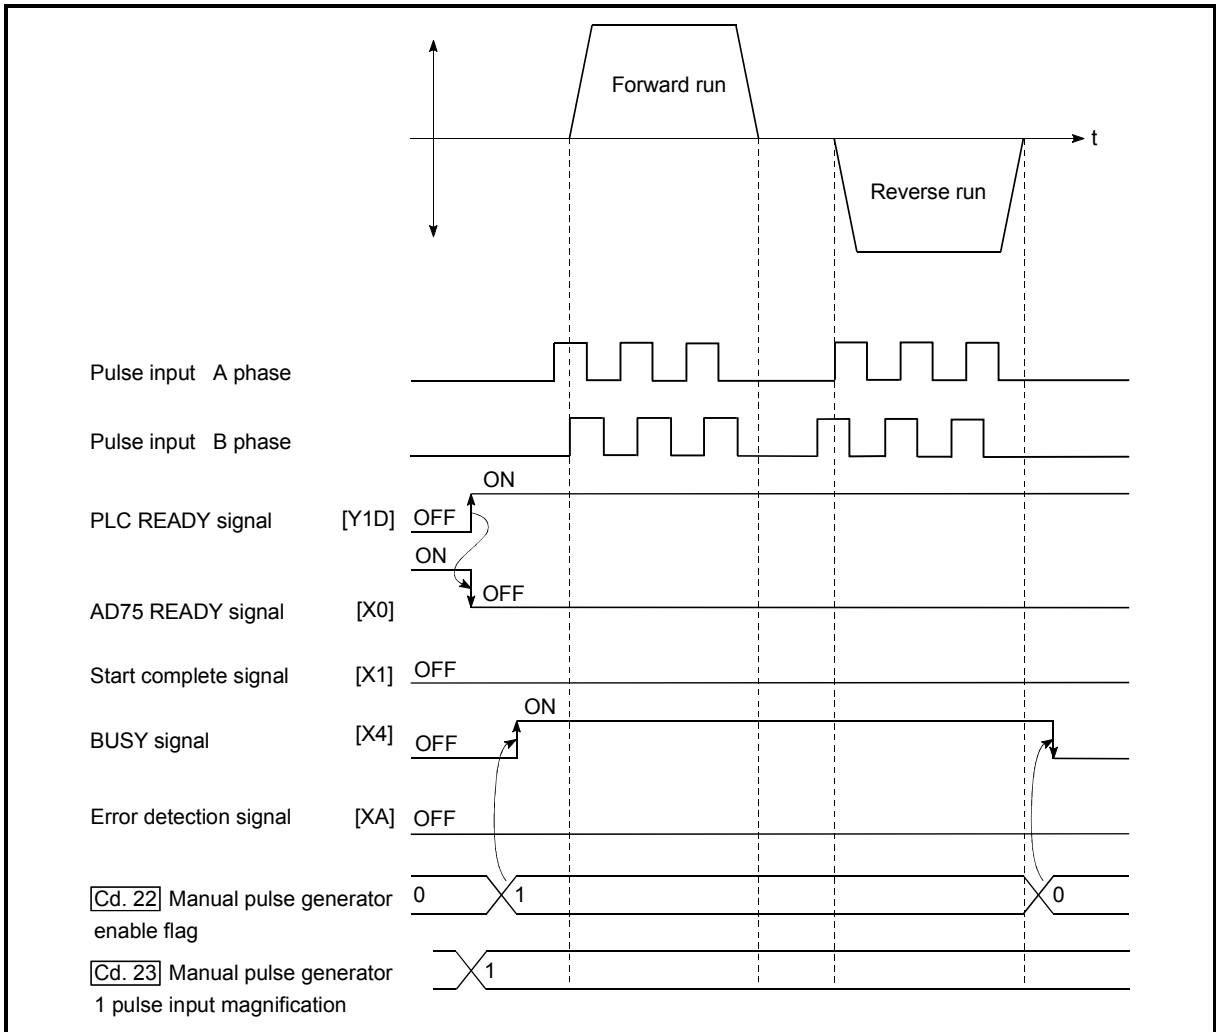 Forward run
t
Reverse run
Pulse input A phase
Pulse input B phase
ON
PLC READY signal [Y1D] OFF
ON
OFF
AD75 READY signal [X0]
Start complete signal [X1] OFF
ON
BUSY signal [X4] OFF
Error detection signal [XA] OFF
Cd. 22 Manual pulse generator 0 1 0
enable flag
Cd. 23 Manual pulse generator 1
1 pulse input magnification